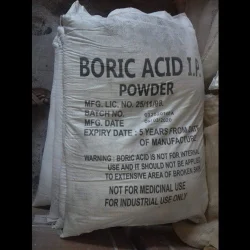 BORIC ACID I.P.
POWDER
MFG. LIC. NO. 25/11/08
BATCH NO.
MFG. DATE
EXPIRY DATE : 5 YEARS FROM DATE
OF MANUFACTURE
WARNING : BORIC ACID IS NOT FOR INTERNAL
USE AND IT SHOULD NOT BE APPLIED
TO EXTENSIVE AREA OF BROKEN SKIN
NOT FOR MEDICINAL USE
FOR INDUSTRIAL USE ONLY